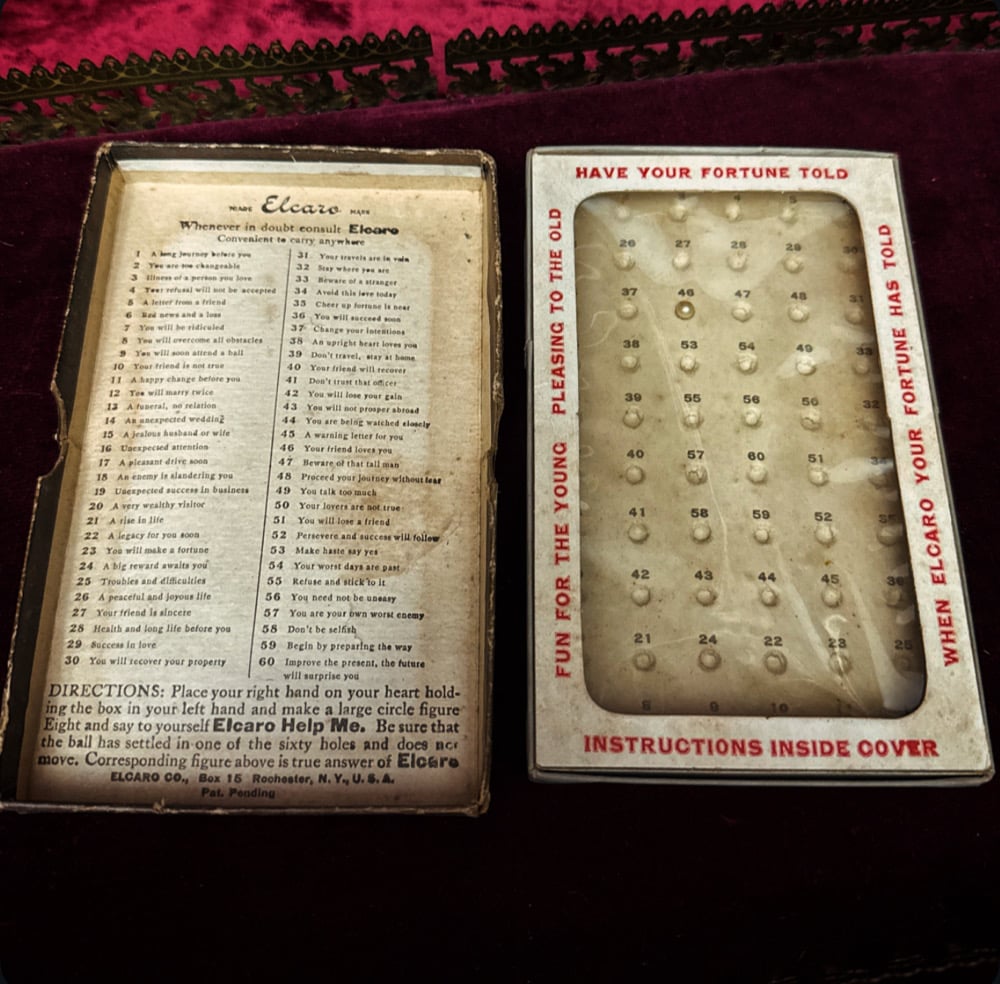 TRADE Elcaro MARK
Whenever in doubt consult Elcaro
Convenient to carry anywhere
1 A long journey before you
2 You are too changeable
3 Illness of a person you love
4 Your refusal will not be accepted
5 A letter from a friend
6 Bad news and a loss
7 You will be ridiculed
8 You will overcome all obstacles
9 You will soon attend a ball
10 Your friend is not true
11 A happy change before you
12 You will marry twice
13 A funeral, no relation
14 An unexpected wedding
15 A jealous husband or wife
16 Unexpected attention
17 A pleasant drive soon
18 An enemy is slandering you
19 Unexpected success in business
20 A very wealthy visitor
21 A rise in life
22 A legacy for you soon
23 You will make a fortune
24 A big reward awaits you
25 Troubles and difficulties
26 A peaceful and joyous life
27 Your friend is sincere
28 Health and long life before you
29 Success in love
30 You will recover your property
31. Your travels are in vain
32 Stay where you are
33 Beware of a stranger
34 Avoid this love today
35 Cheer up fortune is near
36 You will succeed soon
37 Change your intentions
38 An upright heart loves you
39 Don't travel, stay at home
40 Your friend will recover
41 Don't trust that officer
42 You will lose your gain
43 You will not prosper abroad
44 You are being watched closely
45 A warning letter for you
46 Your friend loves you
47 Beware of that tall man
48 Proceed your journey without fear
49 You talk too much
50 Your lovers are not true
51 You will lose a friend
52 Persevere and success will follow
53 Make haste say yes
54 Your worst days are past
55 Refuse and stick to it
56 You need not be uneasy
57 You are your own worst enemy
58 Don't be selfish
59 Begin by preparing the way
60 Improve the present, the future
will surprise you
DIRECTIONS: Place your right hand on your heart hold-
ing the box in your left hand and make a large circle figure
Eight and say to yourself Elcaro Help Me. Be sure that
the ball has settled in one of the sixty holes and does not
move. Corresponding figure above is true answer of Elcaro
ELCARO CO., Box 15 Rochester, N. Y., U. S. A.
Pat. Pending
HAVE YOUR FORTUNE TOLD
FUN FOR THE YOUNG PLEASING TO THE OLD
WHEN ELCARO YOUR FORTUNE HAS TOLD
4 5
26 27 28 29 30
37 46 47 48 31
38 53 54 49 33
39 55 56 50 32
40 57 60 51 34
41 58 59 52 35
42 43 44 45 36
21 24 22 23 25
8 9 10
INSTRUCTIONS INSIDE COVER